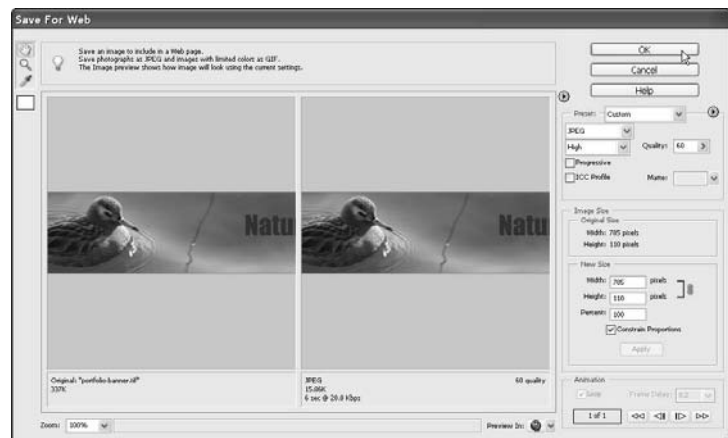 Save For Web
Save an image to include in a Web page.
Save photographs as JPEG and images with limited colors as GIF.
The Image preview shows how image will look using the current settings.
OK
Cancel
Help
Preset: Custom
JPEG
High
Quality: 60
Progressive
ICC Profile
Matte:
Natu
Natu
Image Size
Original Size
Width: 785 pixels
Height: 110 pixels
New Size
Width: 785 pixels
Height: 110 pixels
Percent: 100
Constrain Proportions
Apply
Original: "portfolio-banner.tif"
337K
JPEG
60 quality
15.86K
6 sec @ 28.8 Kbps
Animation
Loop
Frame Delay: 0.2
1 of 1
Zoom: 100%
Preview In: